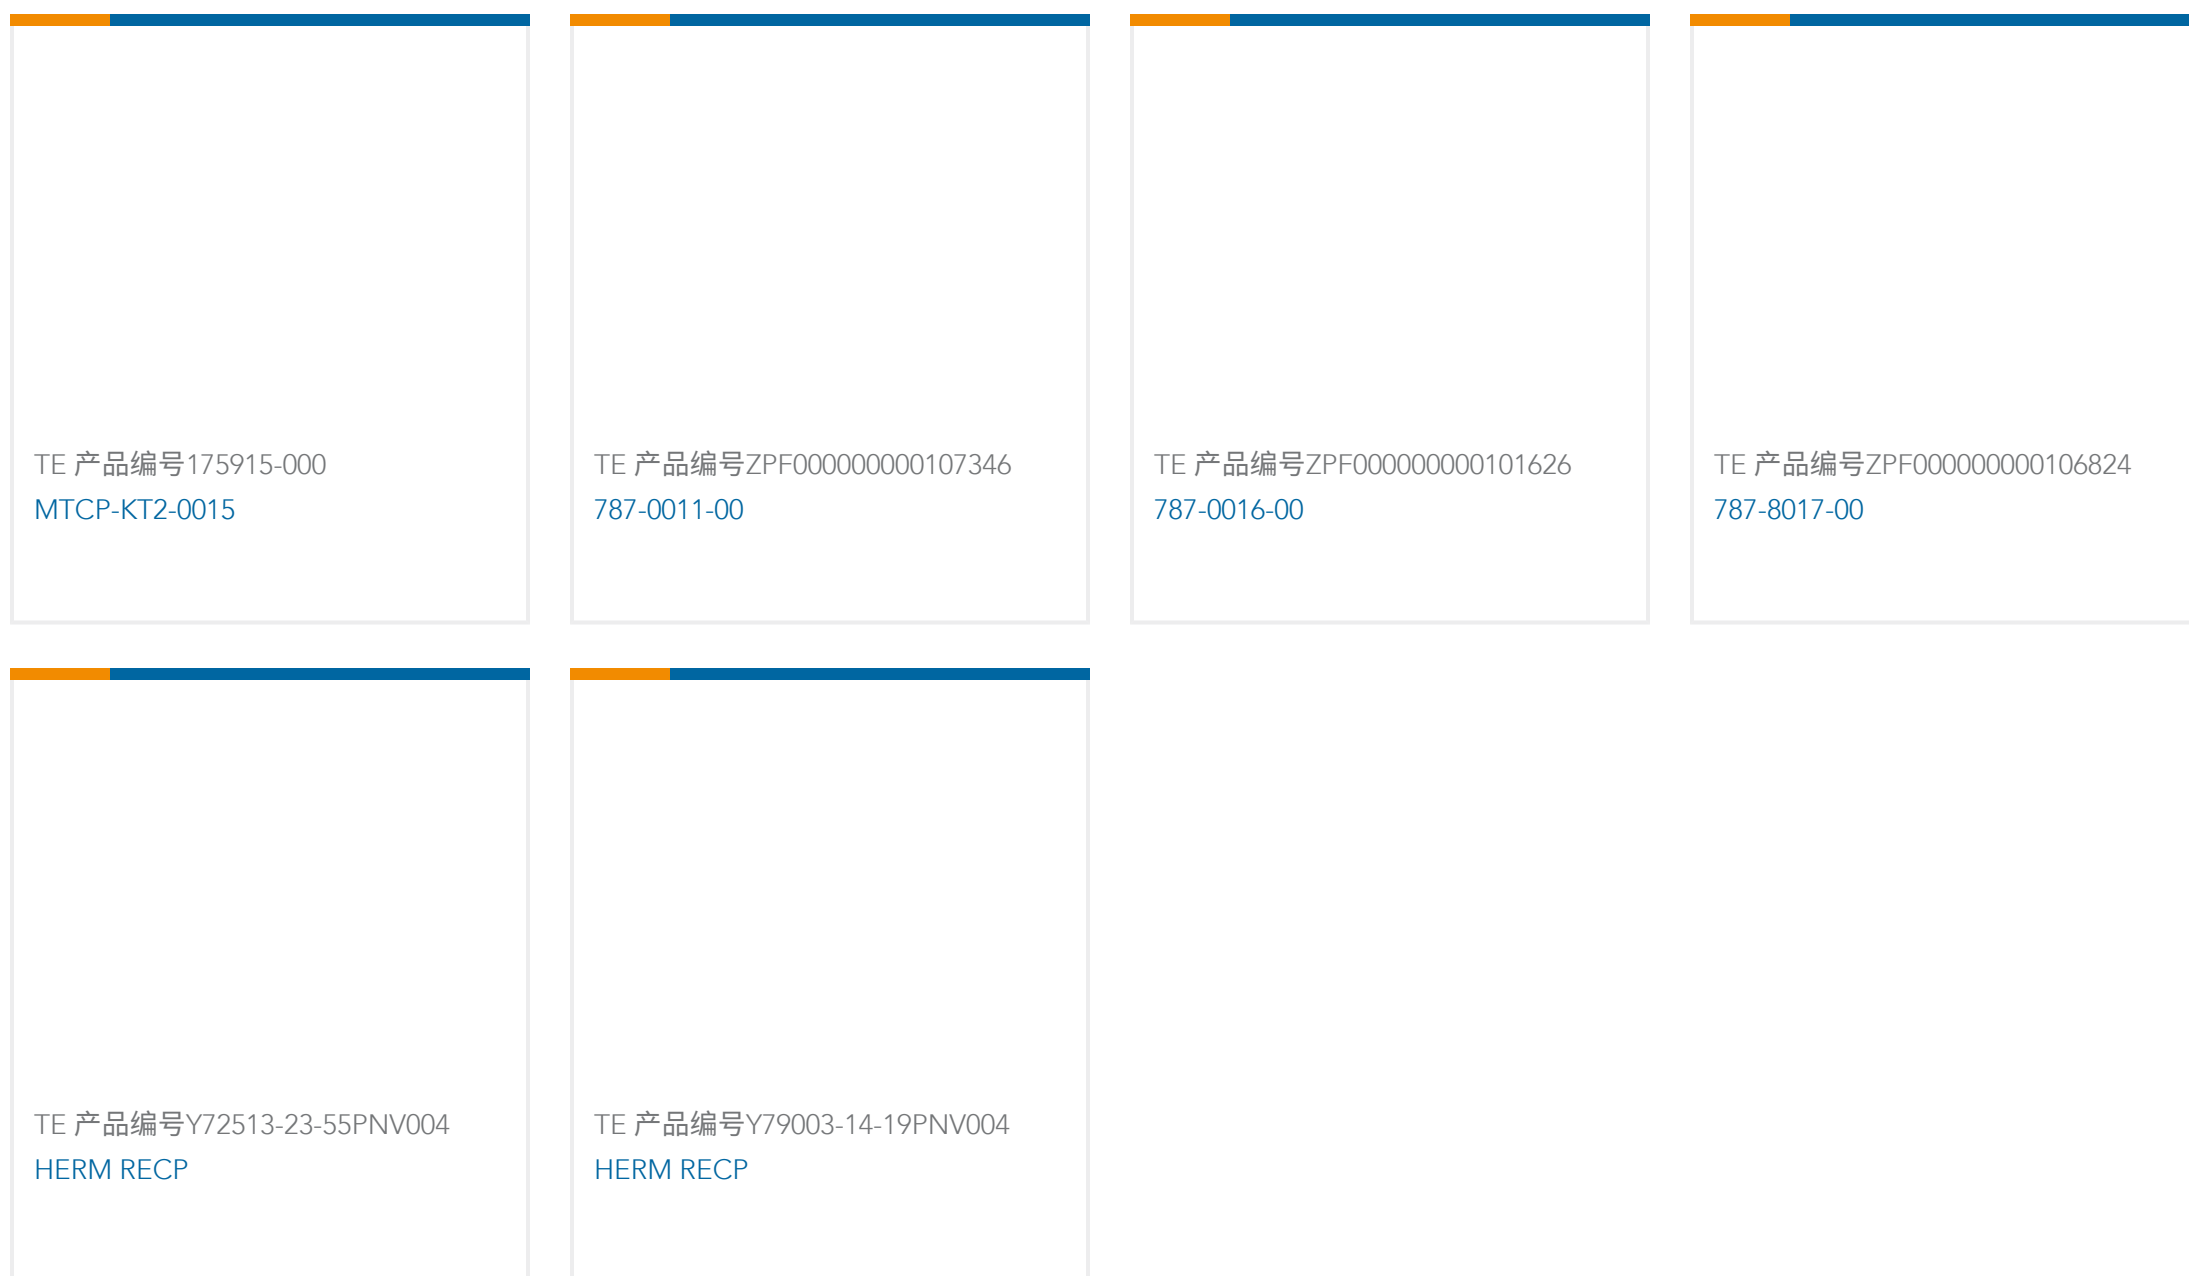 TE 产品编号175915-000
MTCP-KT2-0015
TE 产品编号ZPF000000000107346
787-0011-00
TE 产品编号ZPF000000000101626
787-0016-00
TE 产品编号ZPF000000000106824
787-8017-00
TE 产品编号Y72513-23-55PNV004
HERM RECP
TE 产品编号Y79003-14-19PNV004
HERM RECP